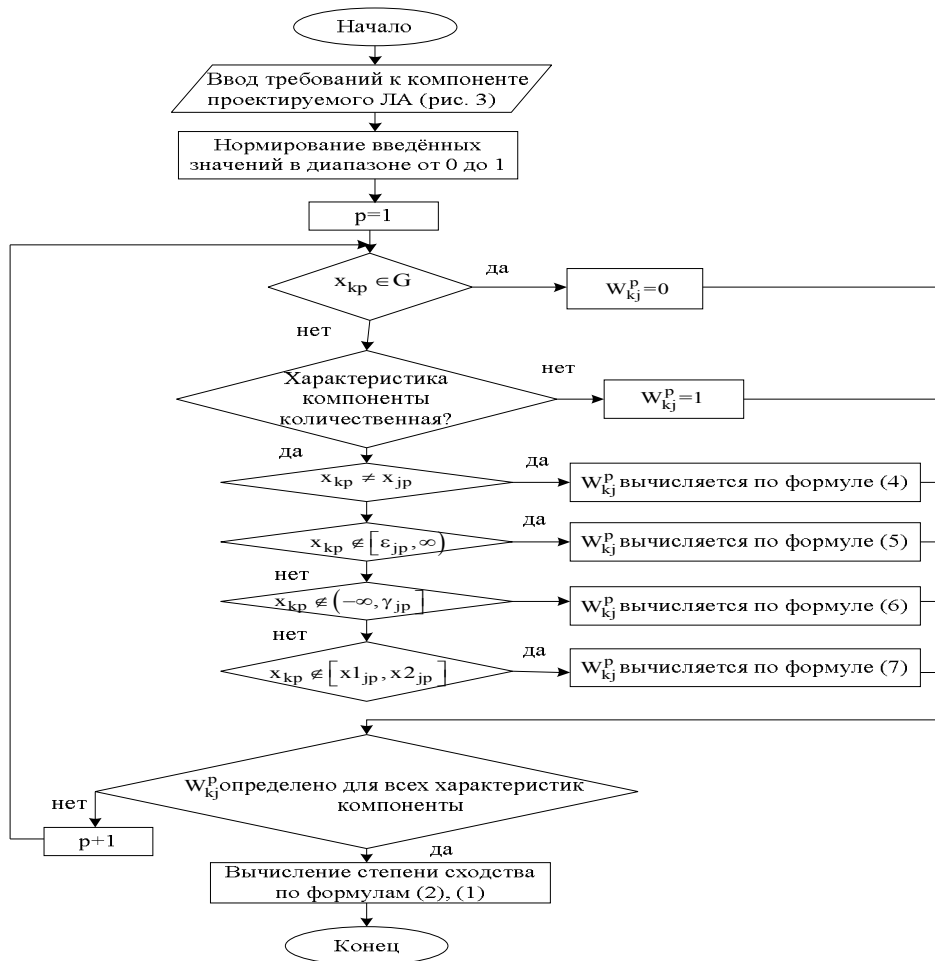 Начало
Ввод требований к компоненте
проектируемого ЛА (рис. 3)
Нормирование введённых
значений в диапазоне от 0 до 1
p=1
x_kp ∈ G
да
W^p_kj=0
нет
Характеристика
компоненты
количественная?
нет
W^p_kj=1
да
x_kp ≠ x_jp
да
W^p_kj вычисляется по формуле (4)
x_kp ∉ [ε_jp, ∞)
да
W^p_kj вычисляется по формуле (5)
нет
x_kp ∉ (−∞, γ_jp]
W^p_kj вычисляется по формуле (6)
нет
x_kp ∉ [x1_jp, x2_jp]
да
W^p_kj вычисляется по формуле (7)
W^p_kj определено для всех характеристик
компоненты
нет
p+1
да
Вычисление степени сходства
по формулам (2), (1)
Конец